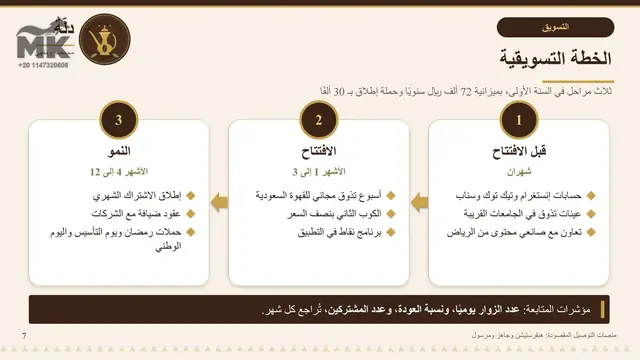 التسويق
دلة
MK
+20 1147320608
الخطة التسويقية
ثلاث مراحل في السنة الأولى، بميزانية 72 ألف ريال سنويًا وحملة إطلاق بـ 30 ألفًا
1
قبل الافتتاح
شهران
حسابات إنستغرام وتيك توك وسناب
عينات تذوق في الجامعات القريبة
تعاون مع صانعي محتوى من الرياض
2
الافتتاح
الأشهر 1 إلى 3
أسبوع تذوق مجاني للقهوة السعودية
الكوب الثاني بنصف السعر
برنامج نقاط في التطبيق
3
النمو
الأشهر 4 إلى 12
إطلاق الاشتراك الشهري
عقود ضيافة مع الشركات
حملات رمضان ويوم التأسيس واليوم
الوطني
مؤشرات المتابعة: عدد الزوار يوميًا، ونسبة العودة، وعدد المشتركين، تُراجع كل شهر.
منصات التوصيل المقصودة: هنقرستيشن وجاهز ومرسول
7